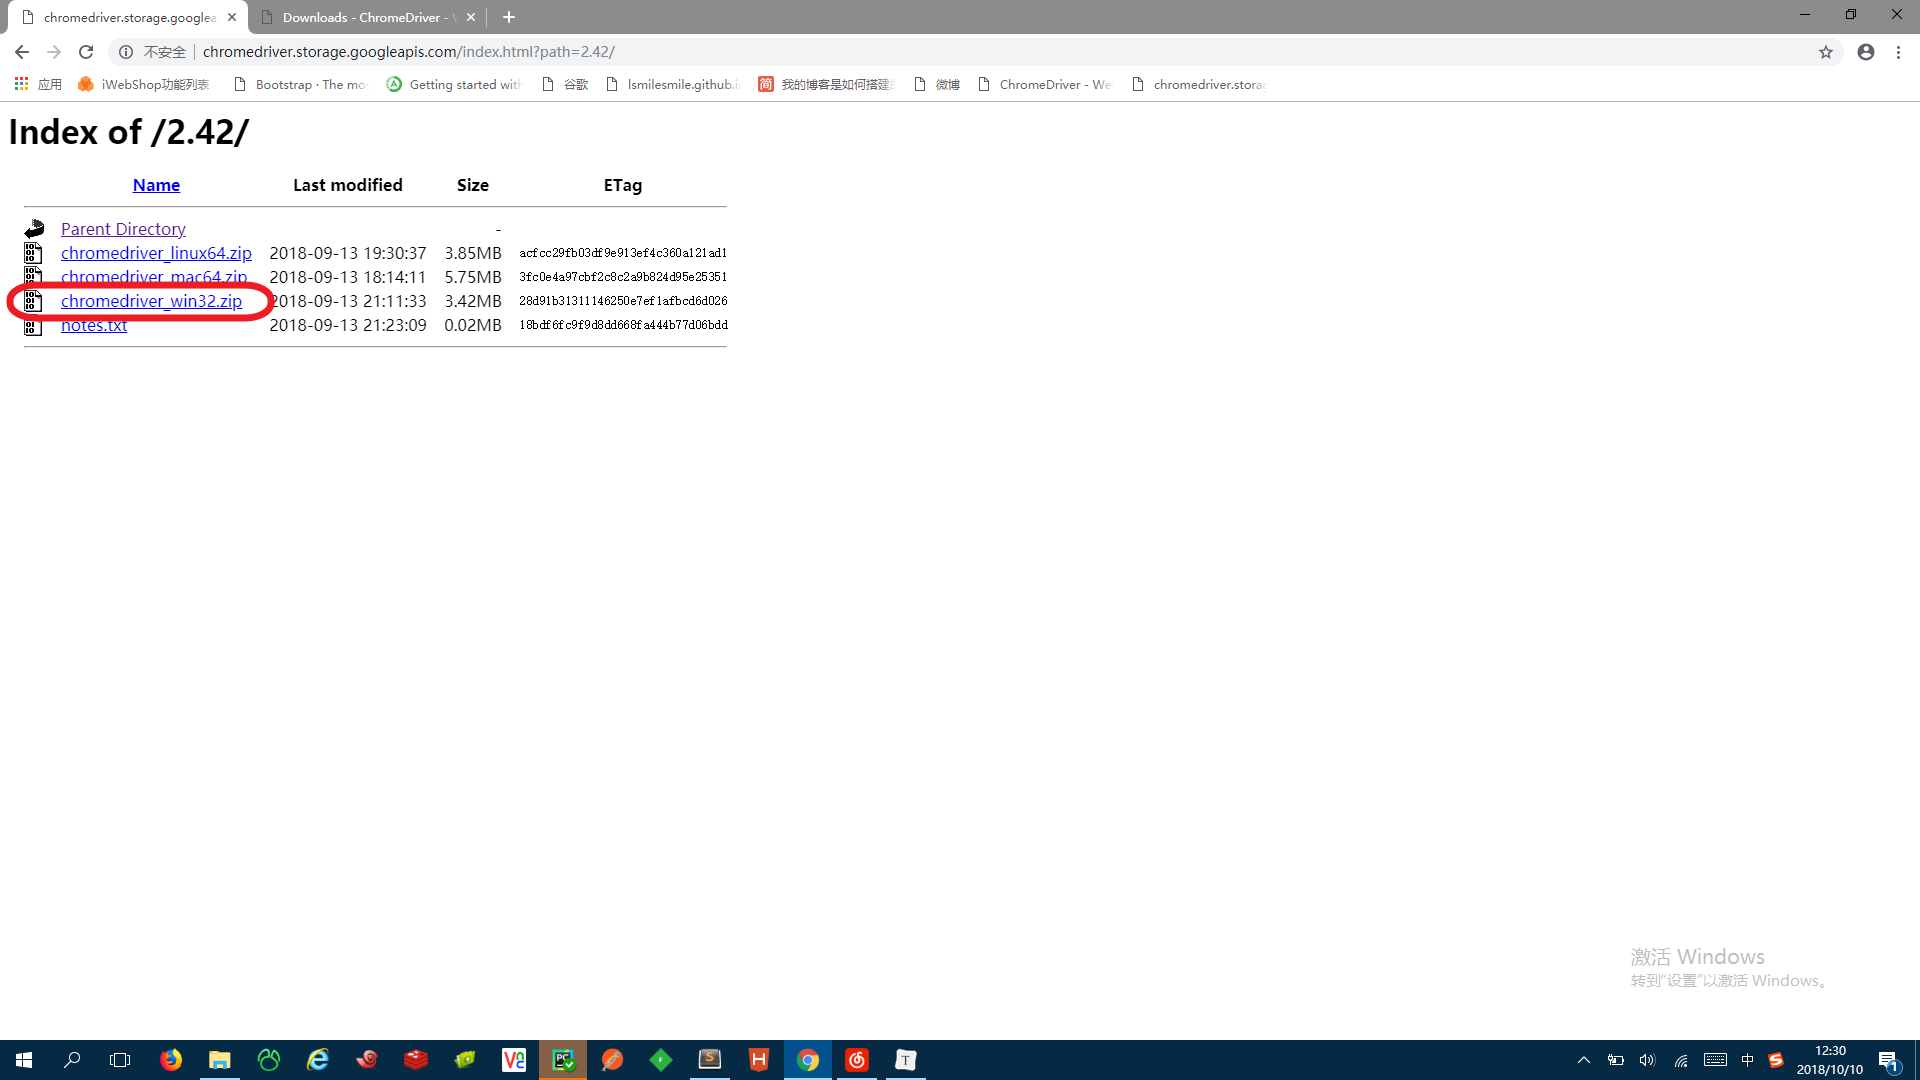 chromedriver.storage.googlea
Downloads - ChromeDriver -
不安全 chromedriver.storage.googleapis.com/index.html?path=2.42/
应用 iWebShop功能列表 Bootstrap · The mo Getting started with 谷歌 lsmilesmile.github.i 简 我的博客是如何搭建 微博 ChromeDriver - We chromedriver.stora
Index of /2.42/
Name Last modified Size ETag
Parent Directory -
chromedriver_linux64.zip 2018-09-13 19:30:37 3.85MB acfcc29fb03df9e913ef4c360a121ad1
chromedriver_mac64.zip 2018-09-13 18:14:11 5.75MB 3fc0e4a97cbf2c8c2a9b824d95e25351
chromedriver_win32.zip 2018-09-13 21:11:33 3.42MB 28d91b31311146250e7ef1afbcd6d026
notes.txt 2018-09-13 21:23:09 0.02MB 18bdf6fc9f9d8dd668fa444b77d06bdd
激活 Windows
转到“设置”以激活 Windows。
中
12:30
2018/10/10
1